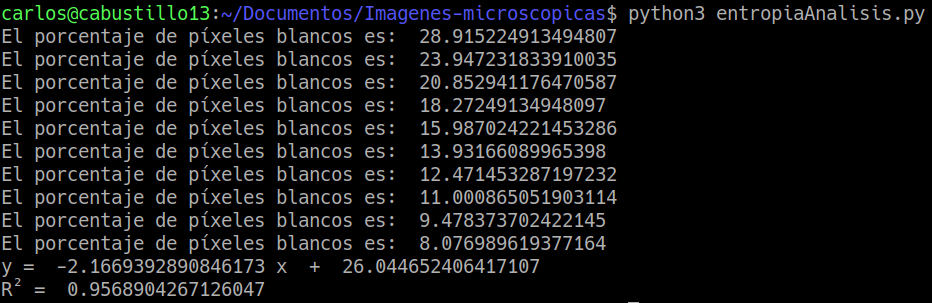 carlos@cabustillo13:~/Documentos/Imagenes-microscopicas$ python3 entropiaAnalisis.py
El porcentaje de píxeles blancos es:  28.915224913494807
El porcentaje de píxeles blancos es:  23.947231833910035
El porcentaje de píxeles blancos es:  20.852941176470587
El porcentaje de píxeles blancos es:  18.27249134948097
El porcentaje de píxeles blancos es:  15.987024221453286
El porcentaje de píxeles blancos es:  13.93166089965398
El porcentaje de píxeles blancos es:  12.471453287197232
El porcentaje de píxeles blancos es:  11.000865051903114
El porcentaje de píxeles blancos es:  9.478373702422145
El porcentaje de píxeles blancos es:  8.076989619377164
y =  -2.1669392890846173 x  +  26.044652406417107
R² =  0.9568904267126047